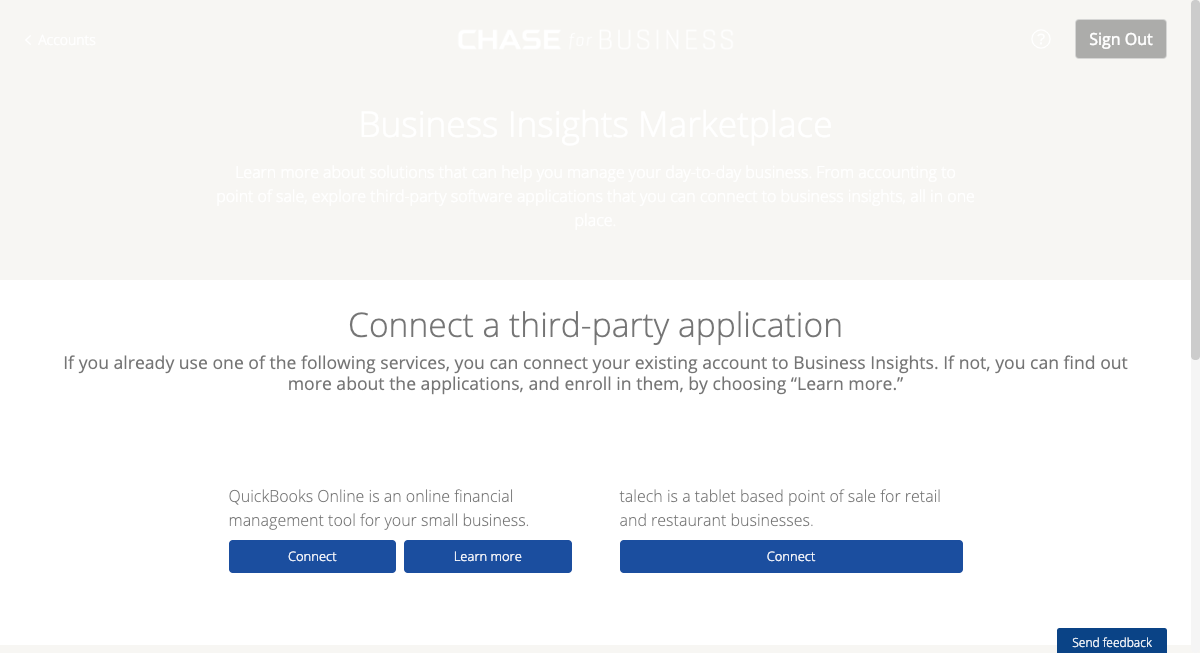 Accounts
CHASE for BUSINESS
Sign Out
Business Insights Marketplace
Learn more about solutions that can help you manage your day-to-day business. From accounting to
point of sale, explore third-party software applications that you can connect to business insights, all in one
place.
Connect a third-party application
If you already use one of the following services, you can connect your existing account to Business Insights. If not, you can find out
more about the applications, and enroll in them, by choosing “Learn more.”
QuickBooks Online is an online financial
management tool for your small business.
Connect
Learn more
talech is a tablet based point of sale for retail
and restaurant businesses.
Connect
Send feedback